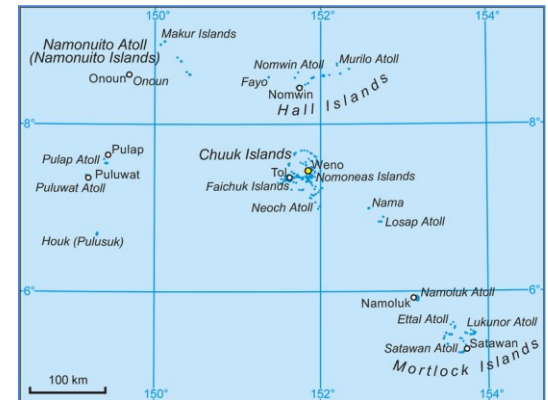 150°
152°
154°
Makur Islands
Namonuito Atoll
(Namonuito Islands)
Onoun
Onoun
Nomwin Atoll
Murilo Atoll
Fayo
Nomwin
Hall Islands
8°
8°
Pulap
Pulap Atoll
Puluwat
Puluwat Atoll
Chuuk Islands
Weno
Tol
Nomoneas Islands
Faichuk Islands
Neoch Atoll
Nama
Losap Atoll
Houk (Pulusuk)
6°
6°
Namoluk Atoll
Namoluk
Ettal Atoll
Lukunor Atoll
Satawan Atoll
Satawan
Mortlock Islands
100 km
150°
152°
154°